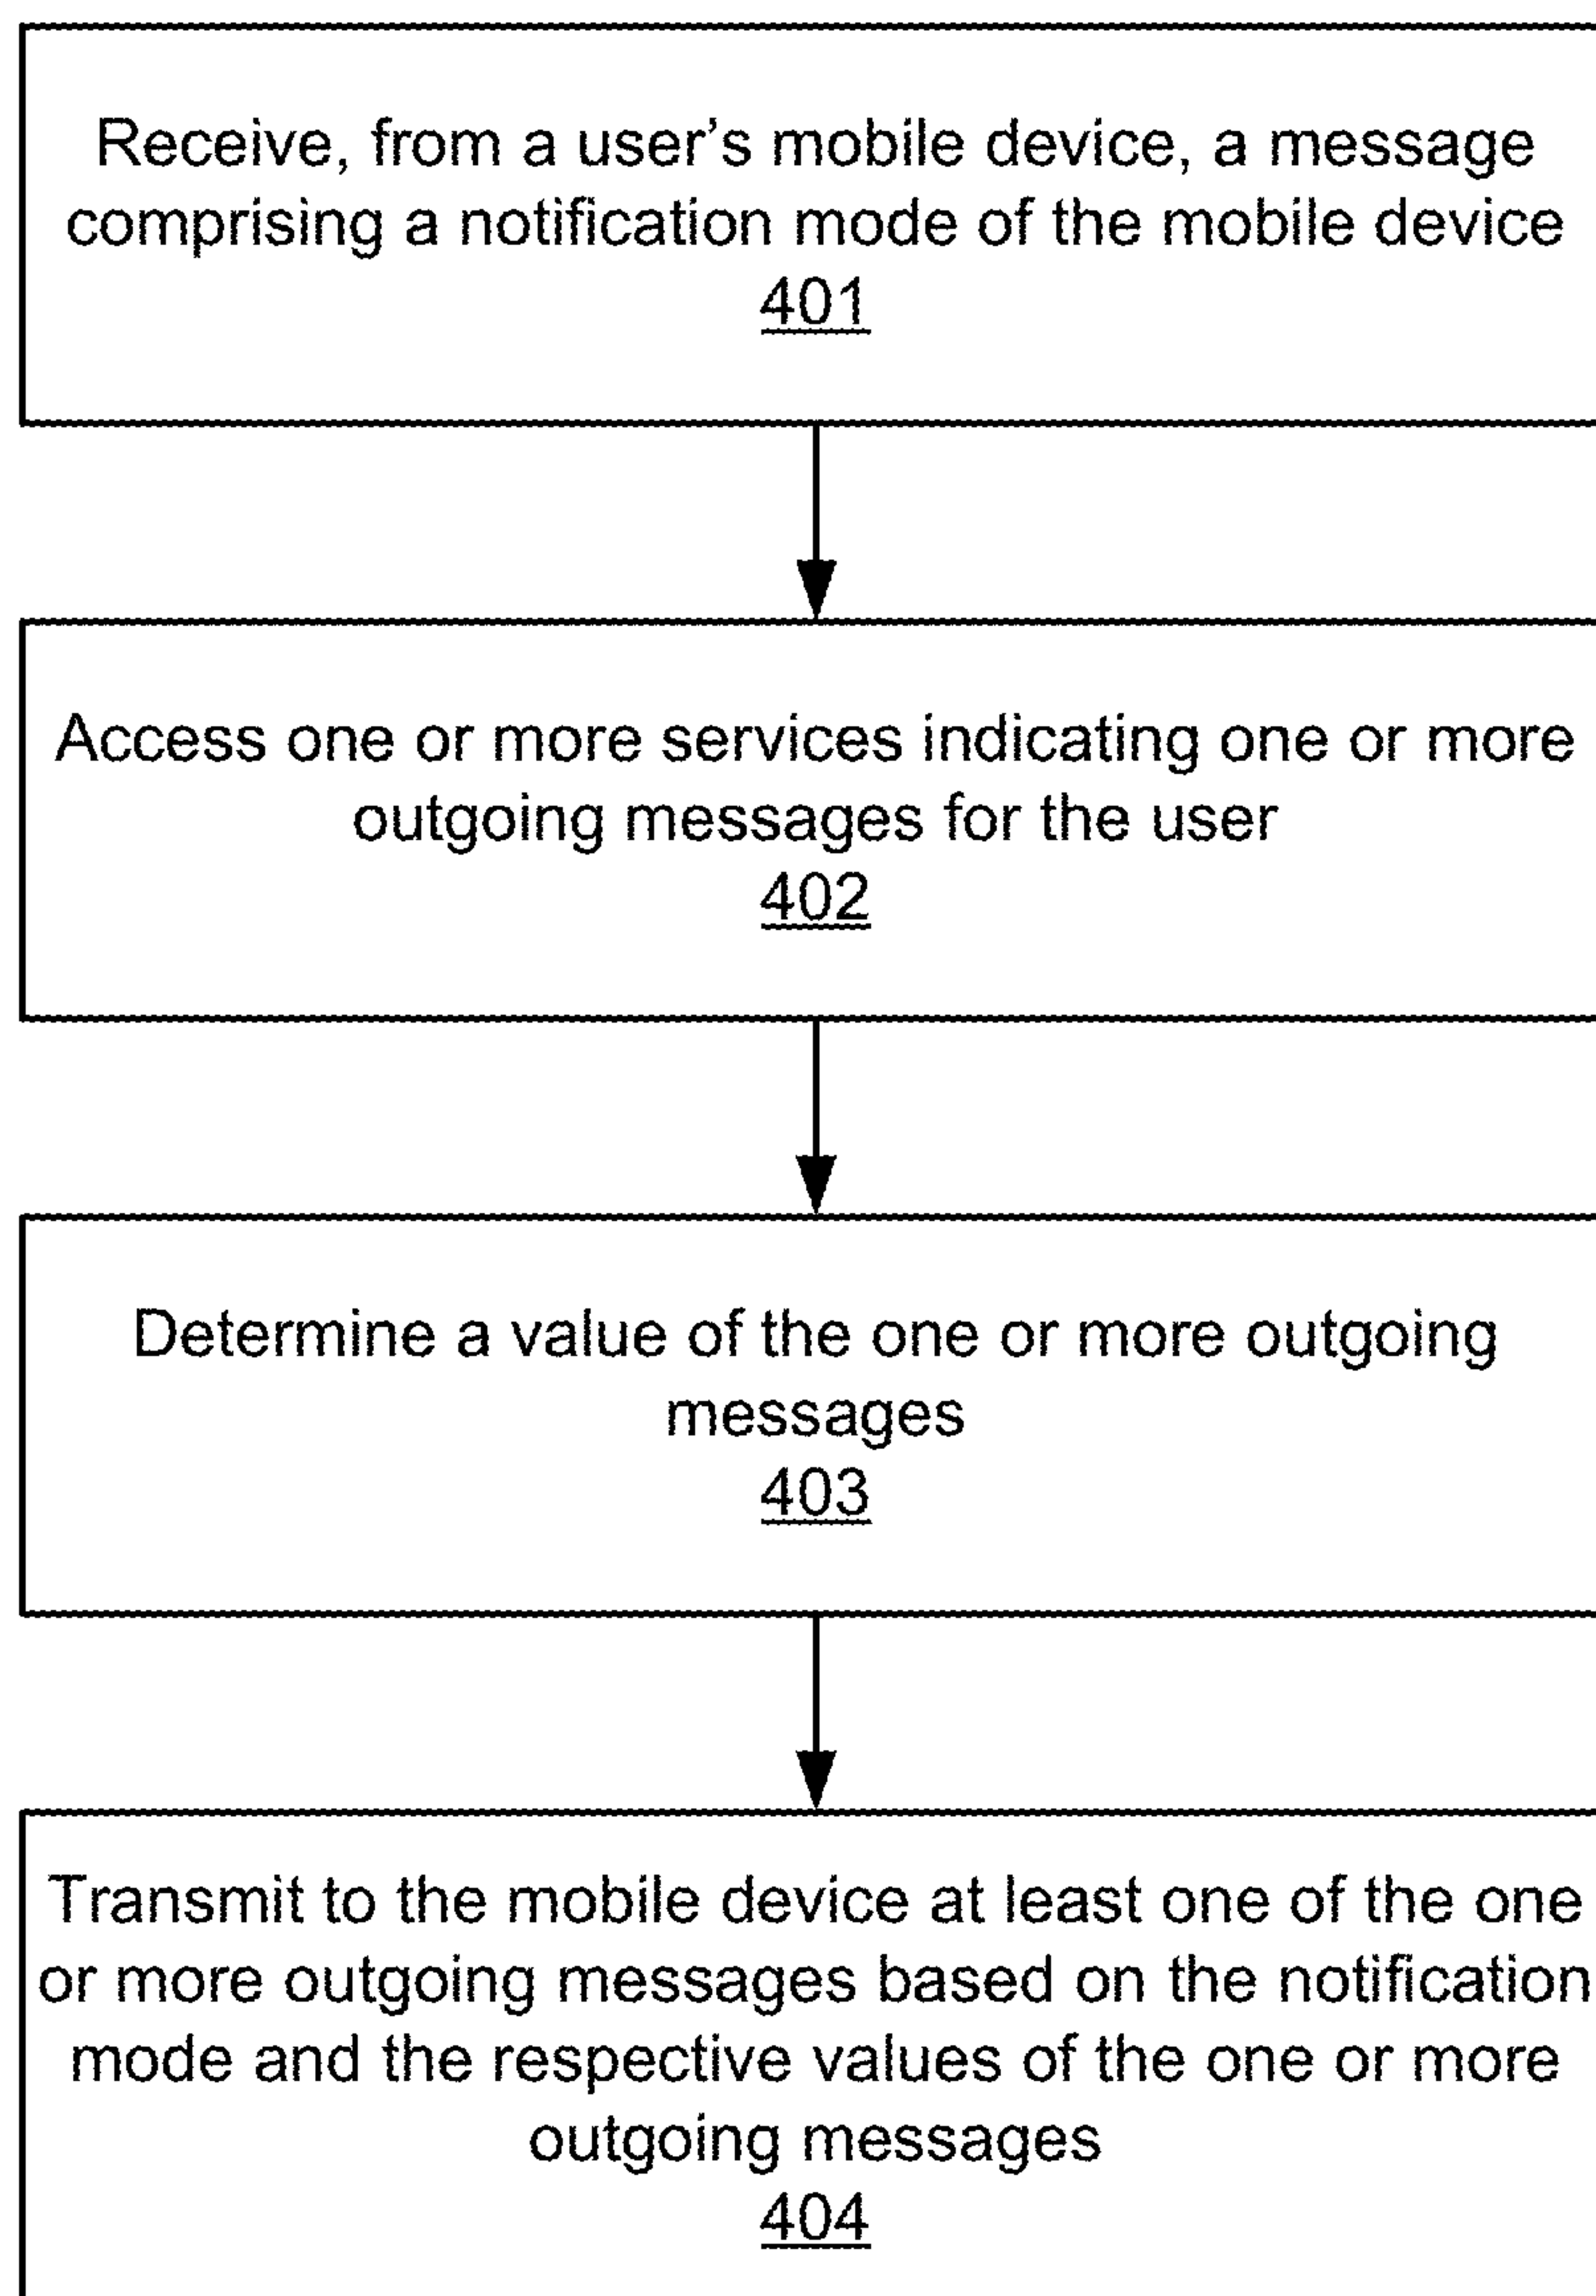 Receive, from a user's mobile device, a message
comprising a notification mode of the mobile device
401
Access one or more services indicating one or more
outgoing messages for the user
402
Determine a value of the one or more outgoing
messages
403
Transmit to the mobile device at least one of the one
or more outgoing messages based on the notification
mode and the respective values of the one or more
outgoing messages
404